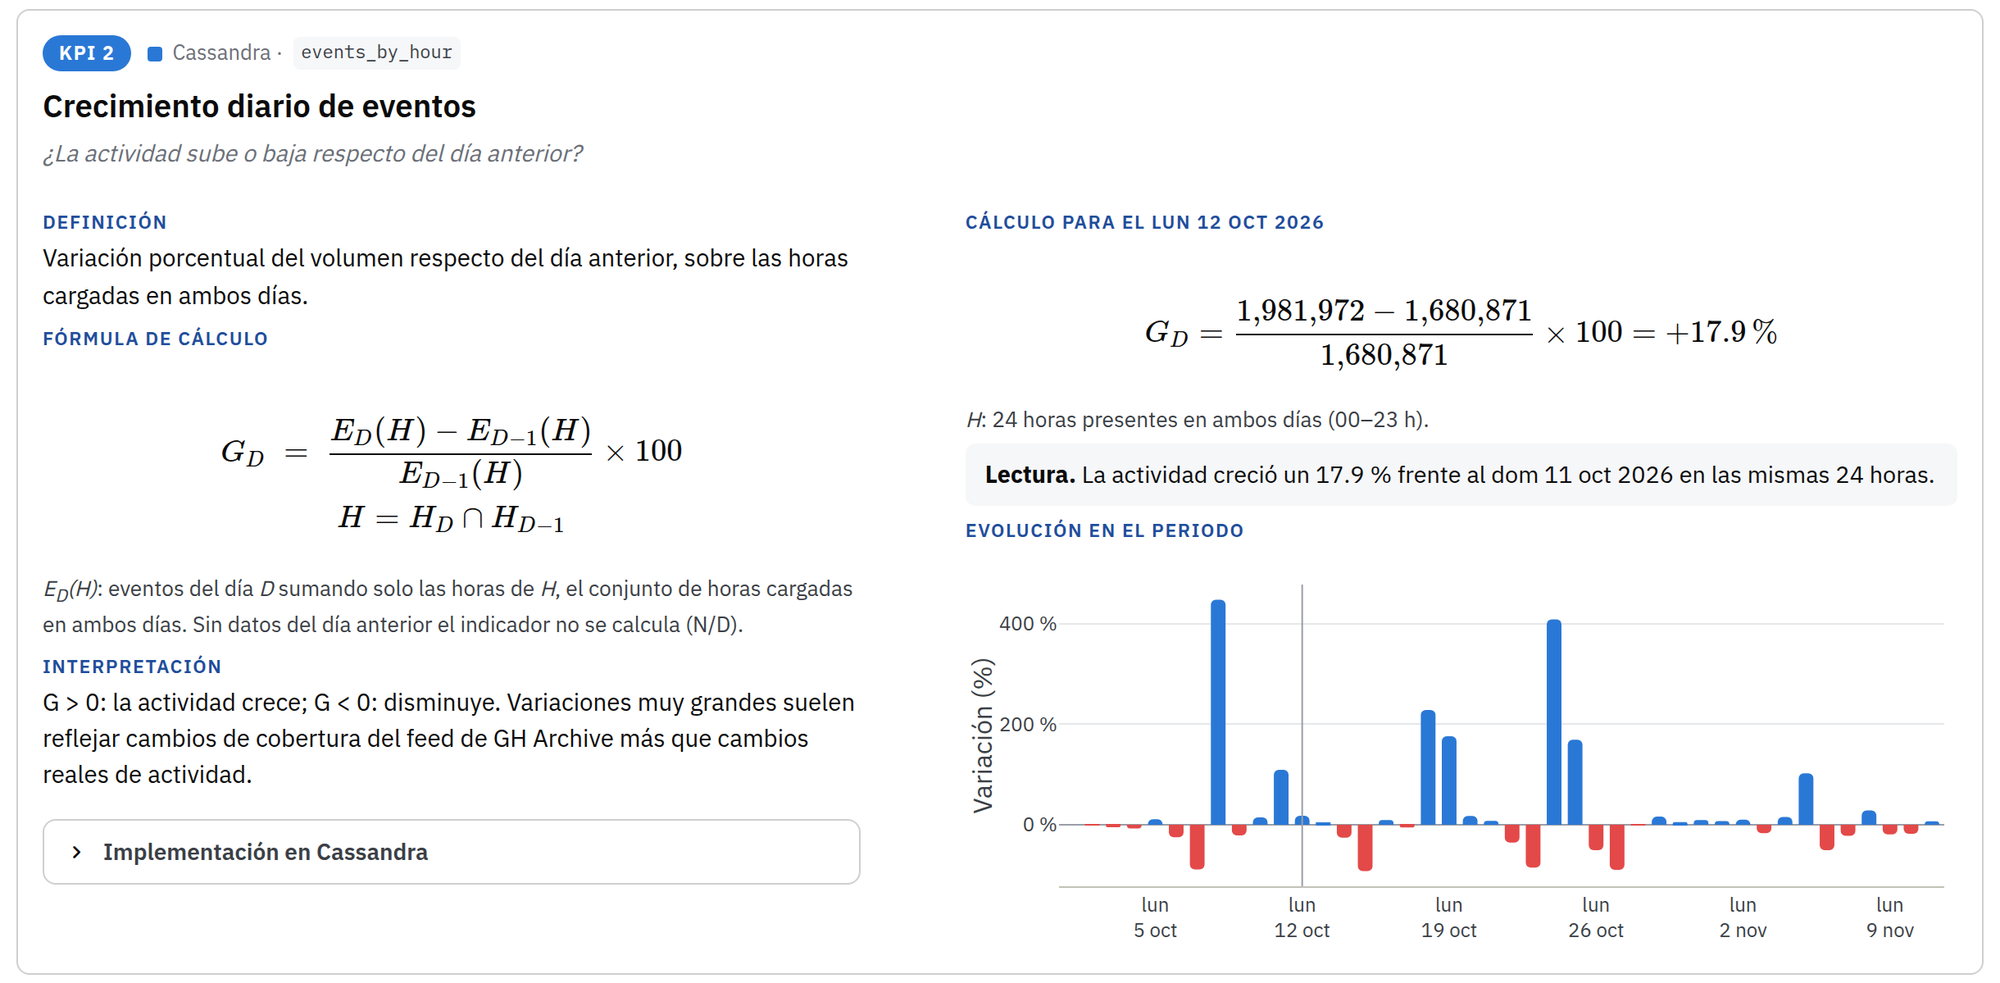 KPI 2 Cassandra · events_by_hour
Crecimiento diario de eventos
¿La actividad sube o baja respecto del día anterior?
DEFINICIÓN
Variación porcentual del volumen respecto del día anterior, sobre las horas
cargadas en ambos días.
FÓRMULA DE CÁLCULO
G_D = \frac{E_D(H) − E_{D−1}(H)}{E_{D−1}(H)} × 100
H = H_D ∩ H_{D−1}
E_D(H): eventos del día D sumando solo las horas de H, el conjunto de horas cargadas
en ambos días. Sin datos del día anterior el indicador no se calcula (N/D).
INTERPRETACIÓN
G > 0: la actividad crece; G < 0: disminuye. Variaciones muy grandes suelen
reflejar cambios de cobertura del feed de GH Archive más que cambios
reales de actividad.
Implementación en Cassandra
CÁLCULO PARA EL LUN 12 OCT 2026
G_D = \frac{1,981,972 − 1,680,871}{1,680,871} × 100 = +17.9 %
H: 24 horas presentes en ambos días (00–23 h).
Lectura. La actividad creció un 17.9 % frente al dom 11 oct 2026 en las mismas 24 horas.
EVOLUCIÓN EN EL PERIODO
Variación (%)
400 %
200 %
0 %
lun lun lun lun lun lun
5 oct 12 oct 19 oct 26 oct 2 nov 9 nov